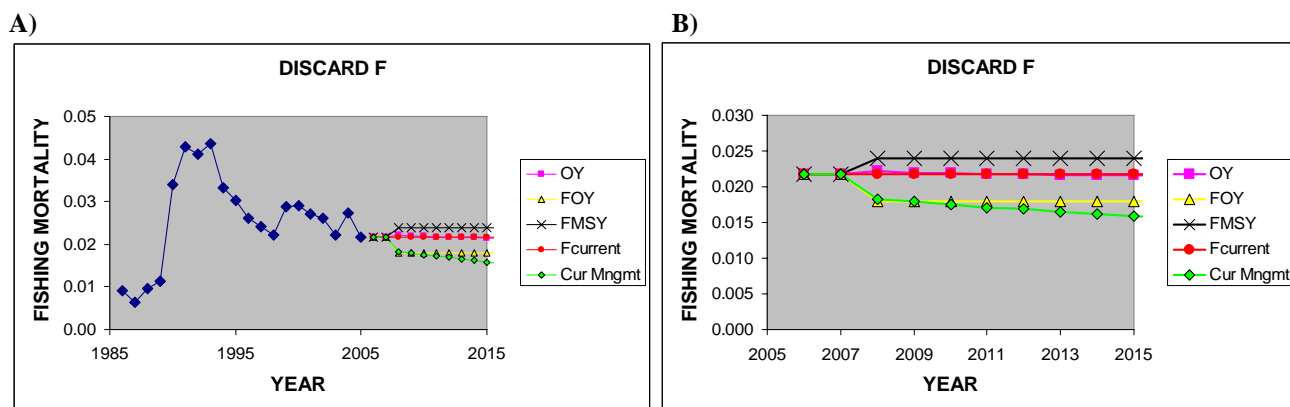 A)
DISCARD F
FISHING MORTALITY
0.05
0.04
0.03
0.02
0.01
0.00
1985 1995 2005 2015
YEAR
OY
FOY
FMSY
Fcurrent
Cur Mngmt
B)
DISCARD F
FISHING MORTALITY
0.030
0.025
0.020
0.015
0.010
0.005
0.000
2005 2007 2009 2011 2013 2015
YEAR
OY
FOY
FMSY
Fcurrent
Cur Mngmt